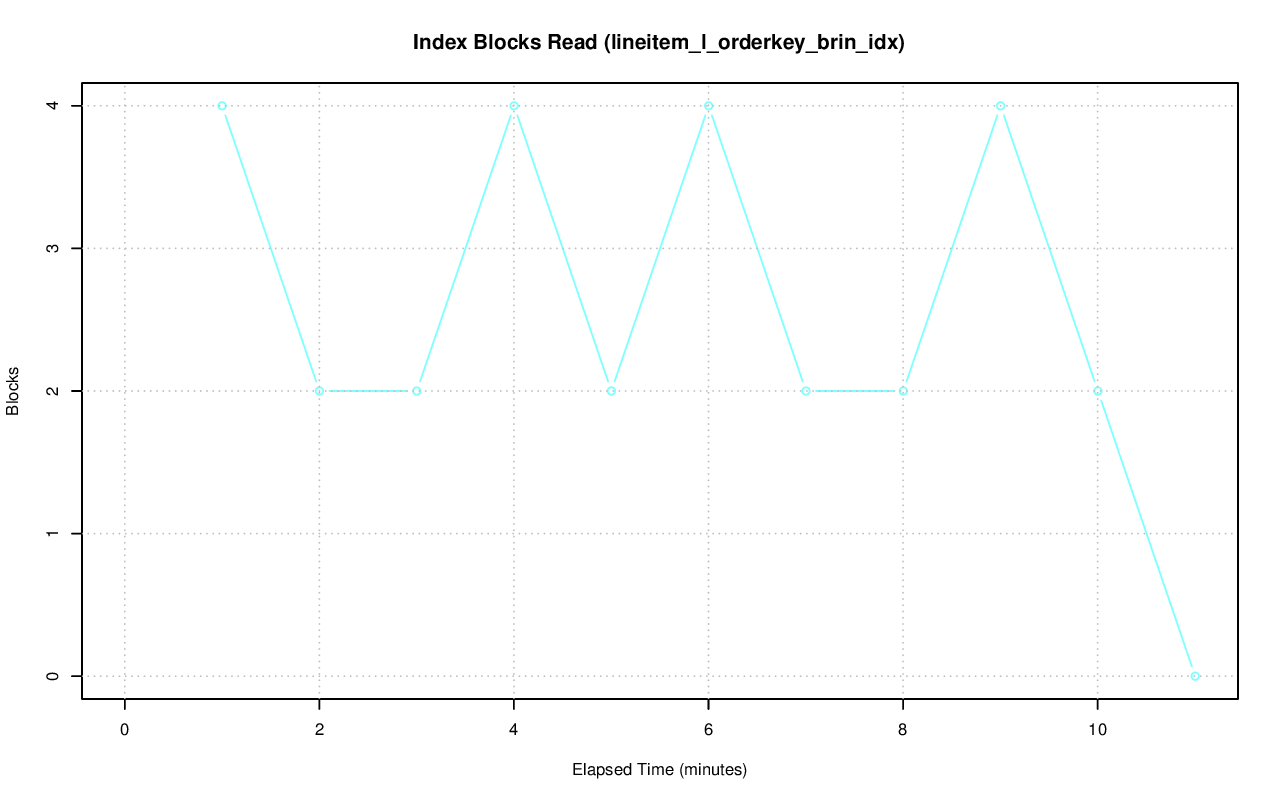 Index Blocks Read (lineitem_l_orderkey_brin_idx)
4
3
2
1
0
Blocks
0 2 4 6 8 10
Elapsed Time (minutes)